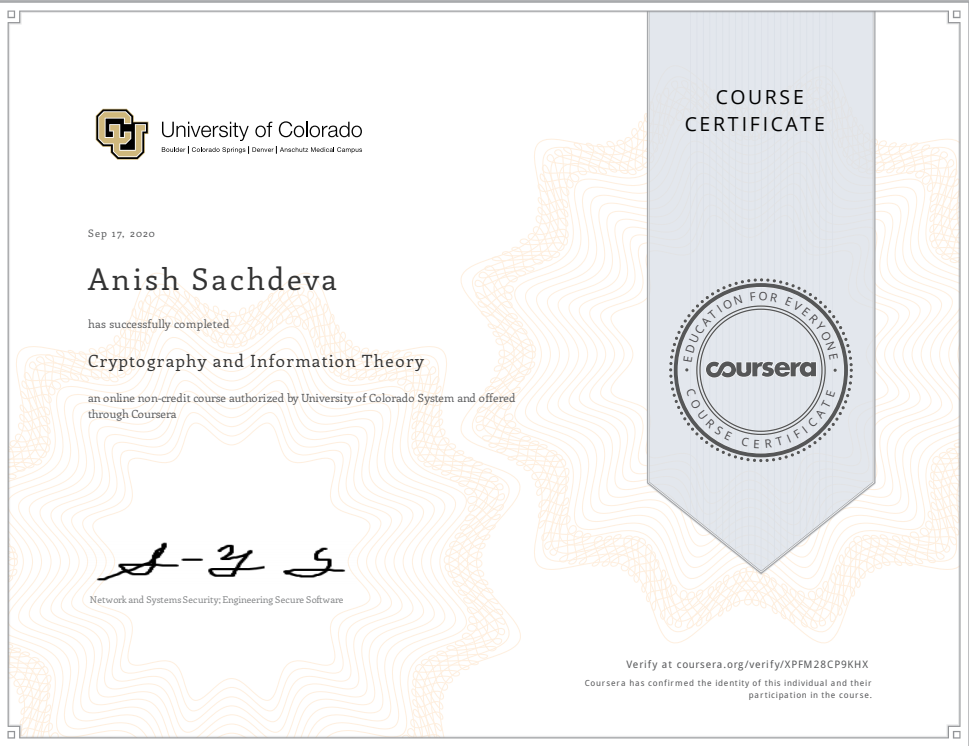 COURSE
CERTIFICATE
CU
University of Colorado
Boulder | Colorado Springs | Denver | Anschutz Medical Campus
Sep 17, 2020
Anish Sachdeva
has successfully completed
Cryptography and Information Theory
an online non-credit course authorized by University of Colorado System and offered
through Coursera
EDUCATION FOR EVERYONE
coursera
COURSE CERTIFICATE
Network and Systems Security; Engineering Secure Software
Verify at coursera.org/verify/XPFM28CP9KHX
Coursera has confirmed the identity of this individual and their
participation in the course.